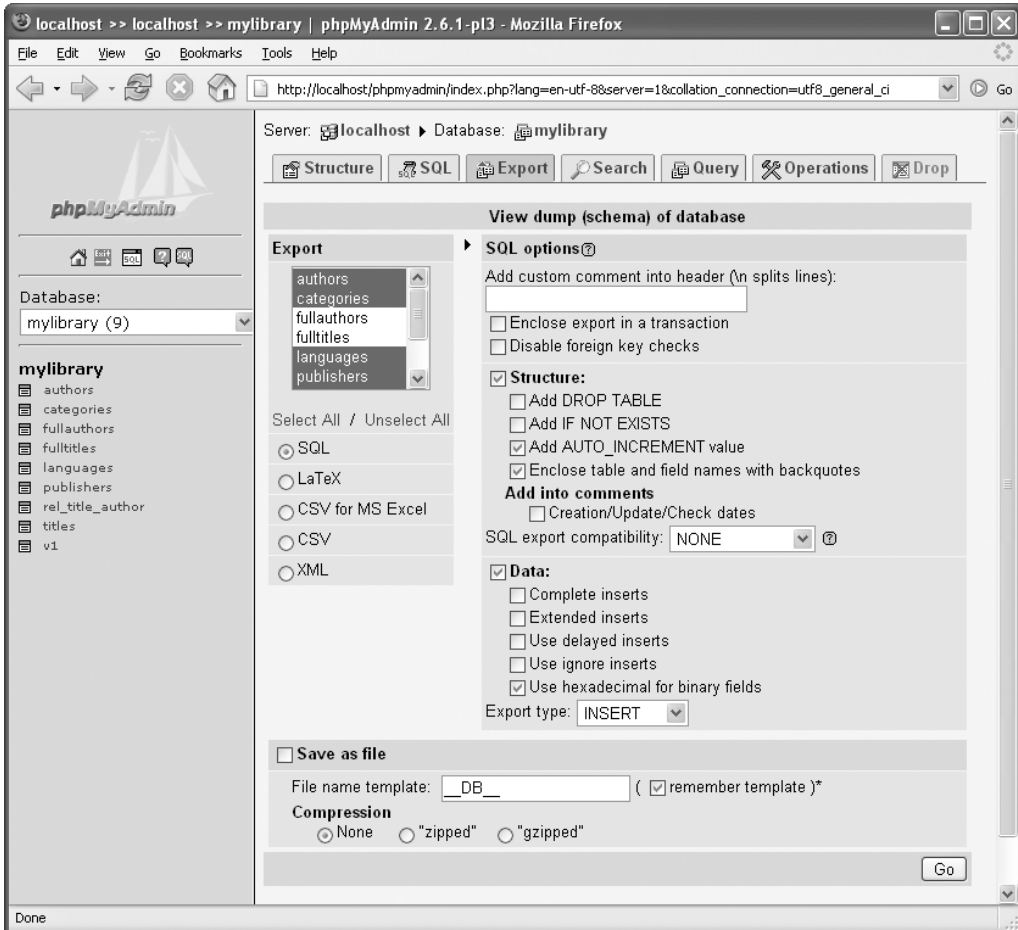 localhost >> localhost >> mylibrary | phpMyAdmin 2.6.1-pl3 - Mozilla Firefox
File Edit View Go Bookmarks Tools Help
http://localhost/phpmyadmin/index.php?lang=en-utf-8&server=1&collation_connection=utf8_general_ci Go
phpMyAdmin
Exit SQL SQL
Database:
mylibrary (9)
mylibrary
authors
categories
fullauthors
fulltitles
languages
publishers
rel_title_author
titles
v1
Server: localhost Database: mylibrary
Structure SQL Export Search Query Operations Drop
View dump (schema) of database
Export
authors
categories
fullauthors
fulltitles
languages
publishers
Select All / Unselect All
SQL
LaTeX
CSV for MS Excel
CSV
XML
SQL options
Add custom comment into header (\n splits lines):
Enclose export in a transaction
Disable foreign key checks
Structure:
Add DROP TABLE
Add IF NOT EXISTS
Add AUTO_INCREMENT value
Enclose table and field names with backquotes
Add into comments
Creation/Update/Check dates
SQL export compatibility: NONE
Data:
Complete inserts
Extended inserts
Use delayed inserts
Use ignore inserts
Use hexadecimal for binary fields
Export type: INSERT
Save as file
File name template: __DB__ ( remember template )*
Compression
None "zipped" "gzipped"
Go
Done